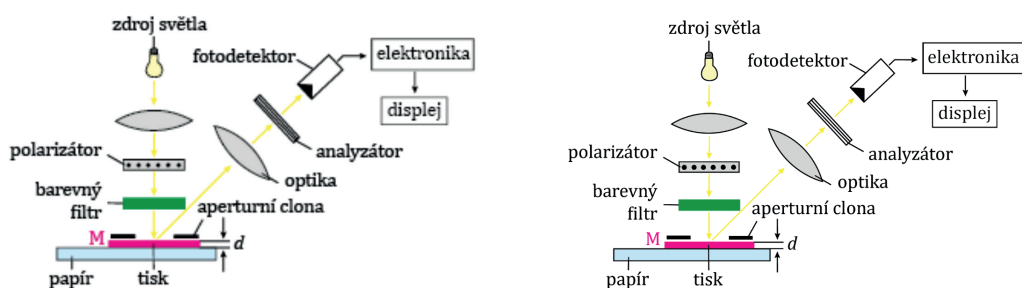 zdroj světla
fotodetektor
elektronika
displej
analyzátor
polarizátor
optika
barevný
filtr
aperturní clona
M
d
papír
tisk
zdroj světla
fotodetektor
elektronika
displej
analyzátor
polarizátor
optika
barevný
filtr
aperturní clona
M
d
papír
tisk